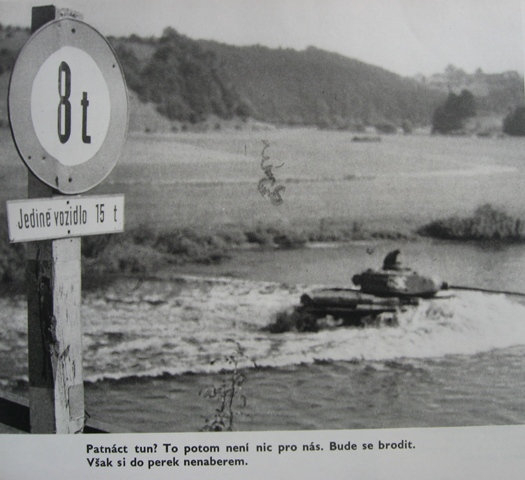 8 t
Jediné vozidlo 15 t
Patnáct tun? To potom není nic pro nás. Bude se brodit.
Však si do perek nenaberem.